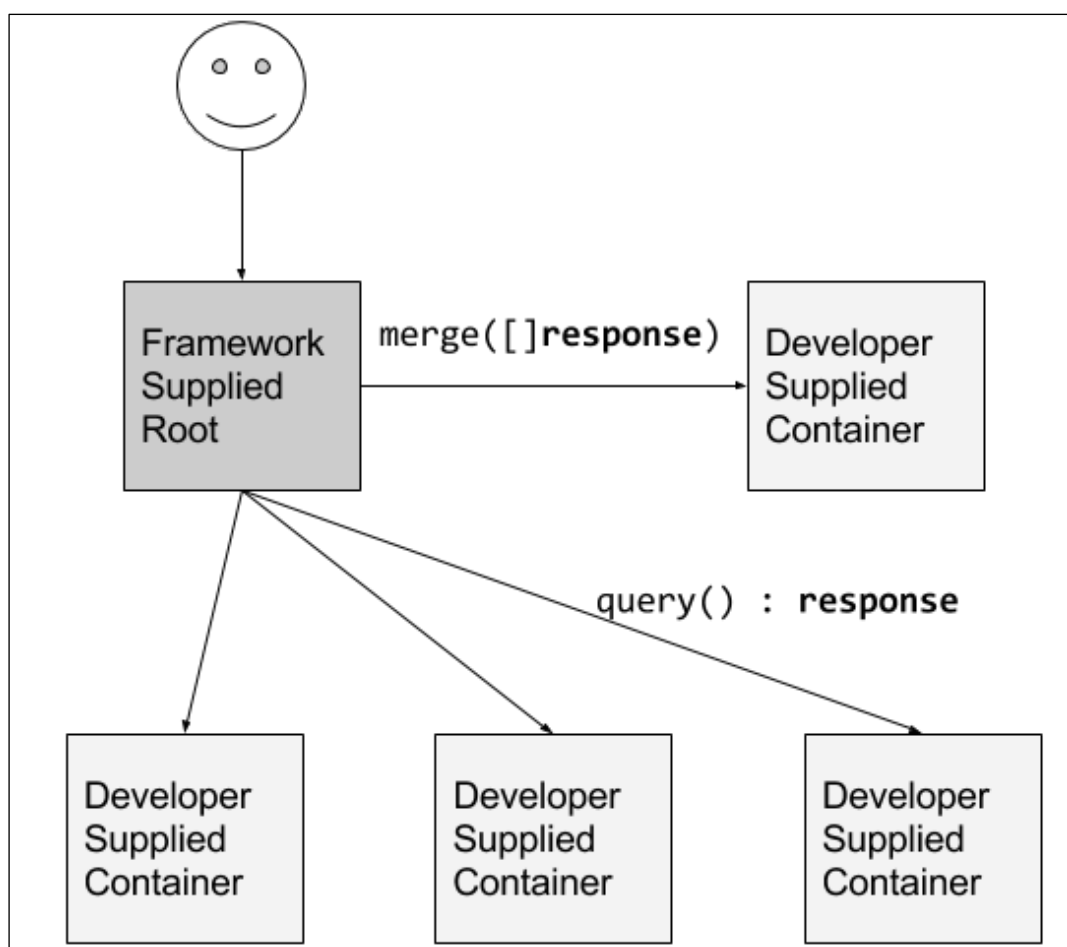 Framework
Supplied
Root
merge([]response)
Developer
Supplied
Container
query() : response
Developer
Supplied
Container
Developer
Supplied
Container
Developer
Supplied
Container